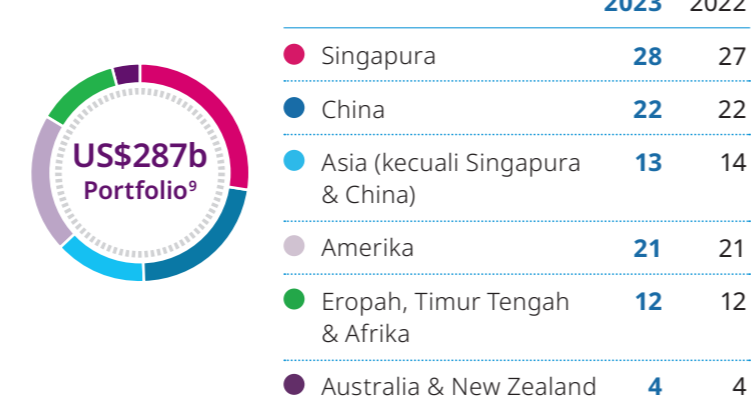 2023 2022
Singapura 28 27
China 22 22
Asia (kecuali Singapura 13 14
& China)
US$287b
Portfolio⁹
Amerika 21 21
Eropah, Timur Tengah 12 12
& Afrika
Australia & New Zealand 4 4